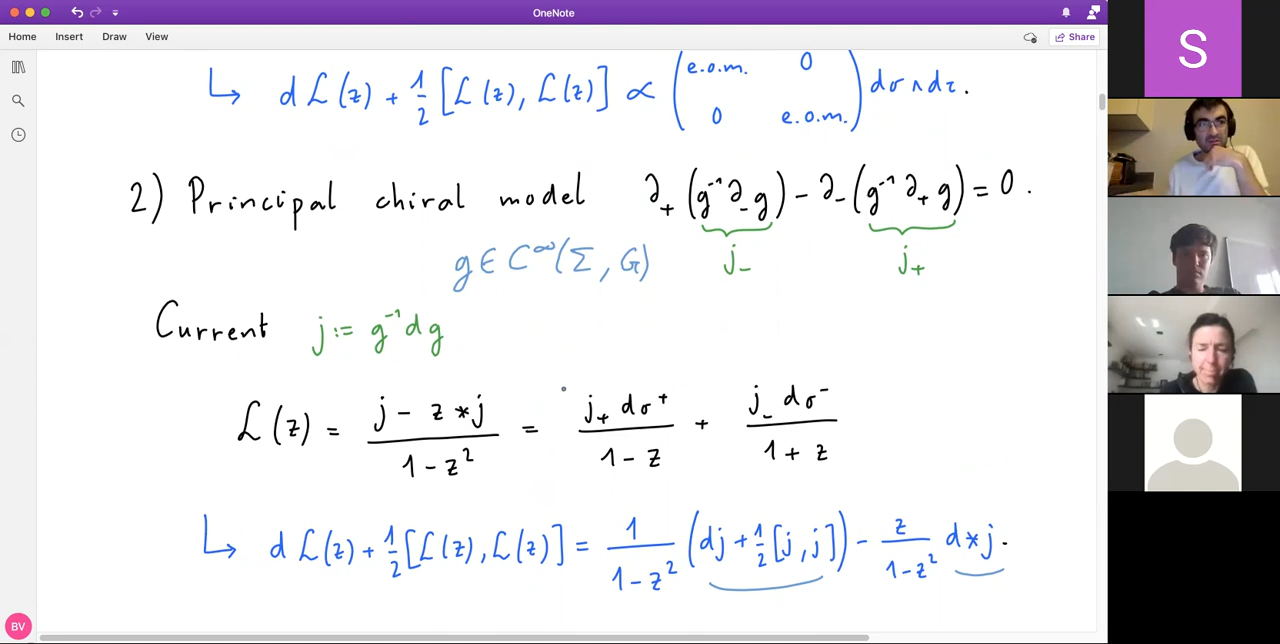 OneNote
Home Insert Draw View Share
↳ dℒ(z) + 1/2 [ℒ(z), ℒ(z)] ∝ (e.o.m. 0 0 e.o.m.) dσ∧dτ.
2) Principal chiral model ∂₊(g⁻¹∂₋g) − ∂₋(g⁻¹∂₊g) = 0.
j₋ j₊
g ∈ C^∞(Σ, G)
Current j := g⁻¹dg
ℒ(z) = (j − z*j)/(1 − z²) = (j₊dσ⁺)/(1 − z) + (j₋dσ⁻)/(1 + z)
↳ dℒ(z) + 1/2 [ℒ(z), ℒ(z)] = 1/(1 − z²) (dj + 1/2 [j, j]) − z/(1 − z²) d*j.
S
BV